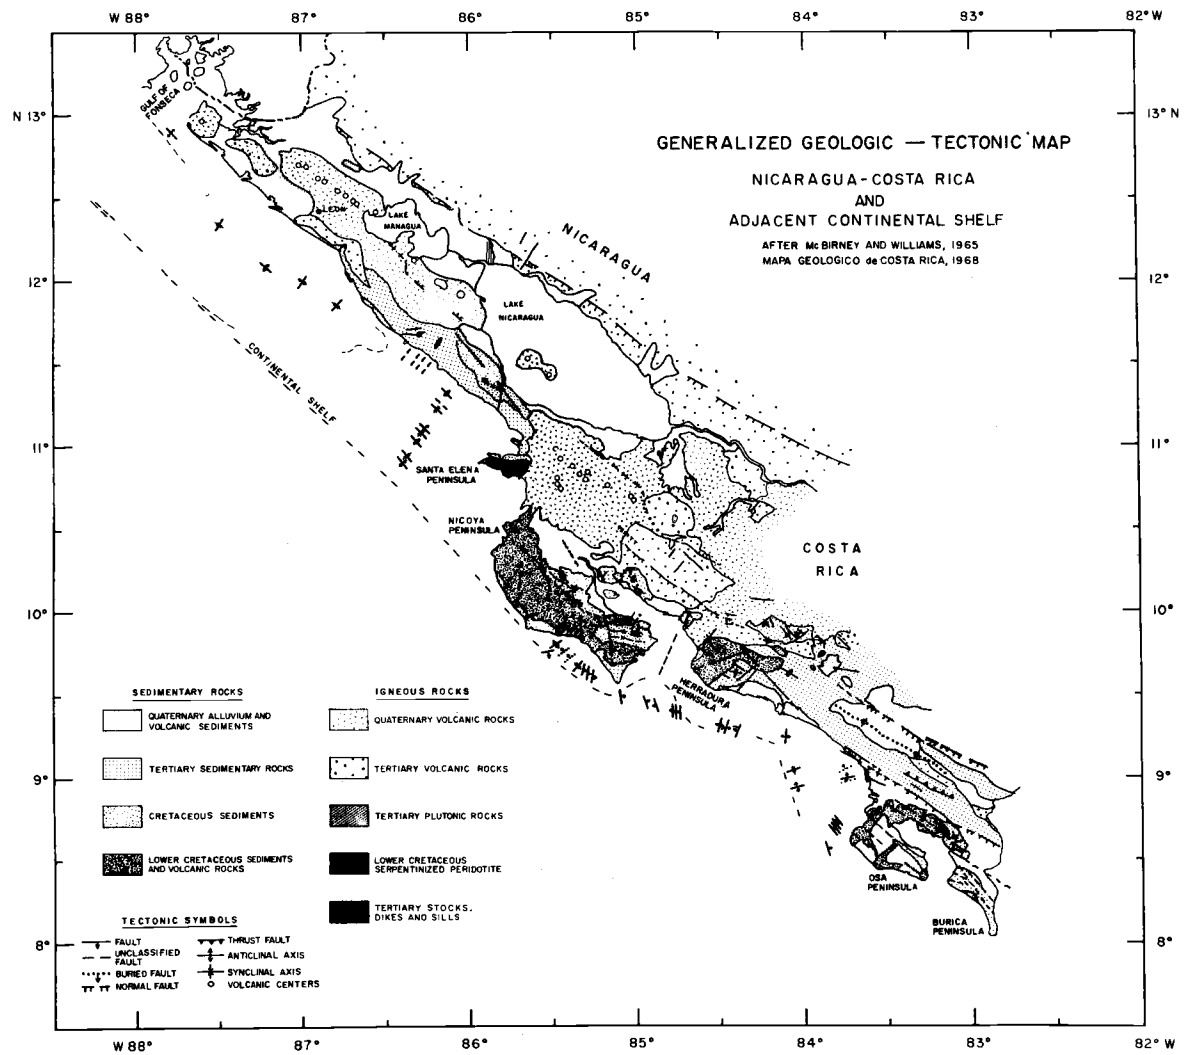 W 88°
87°
86°
85°
84°
83°
82° W
N 13°
12°
11°
10°
9°
8°
13° N
12°
11°
10°
9°
8°
GENERALIZED GEOLOGIC — TECTONIC MAP
NICARAGUA-COSTA RICA
AND
ADJACENT CONTINENTAL SHELF
AFTER McBIRNEY AND WILLIAMS, 1965
MAPA GEOLOGICO de COSTA RICA, 1968
GULF OF
FONSECA
LEON
LAKE
MANAGUA
NICARAGUA
LAKE
NICARAGUA
CONTINENTAL SHELF
SANTA ELENA
PENINSULA
NICOYA
PENINSULA
COSTA
RICA
HERRADURA
PENINSULA
OSA
PENINSULA
BURICA
PENINSULA
SEDIMENTARY ROCKS
QUATERNARY ALLUVIUM AND
VOLCANIC SEDIMENTS
TERTIARY SEDIMENTARY ROCKS
CRETACEOUS SEDIMENTS
LOWER CRETACEOUS SEDIMENTS
AND VOLCANIC ROCKS
IGNEOUS ROCKS
QUATERNARY VOLCANIC ROCKS
TERTIARY VOLCANIC ROCKS
TERTIARY PLUTONIC ROCKS
LOWER CRETACEOUS
SERPENTINIZED PERIDOTITE
TERTIARY STOCKS,
DIKES AND SILLS
TECTONIC SYMBOLS
FAULT
UNCLASSIFIED
FAULT
BURIED FAULT
NORMAL FAULT
THRUST FAULT
ANTICLINAL AXIS
SYNCLINAL AXIS
VOLCANIC CENTERS
W 88°
87°
86°
85°
84°
83°
82° W